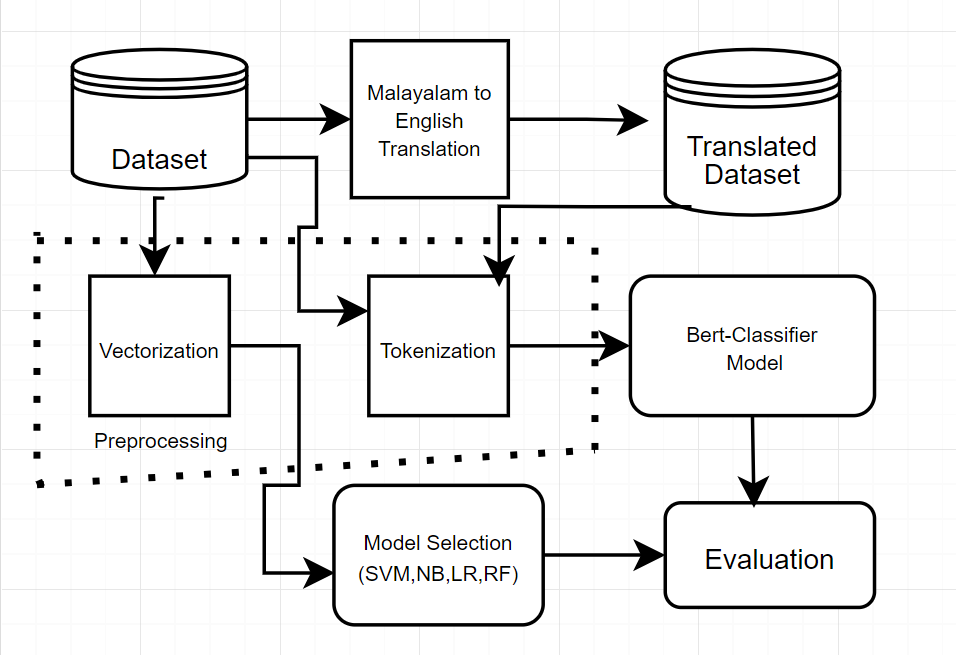 Dataset
Malayalam to
English
Translation
Translated
Dataset
Vectorization
Tokenization
Bert-Classifier
Model
Preprocessing
Model Selection
(SVM,NB,LR,RF)
Evaluation